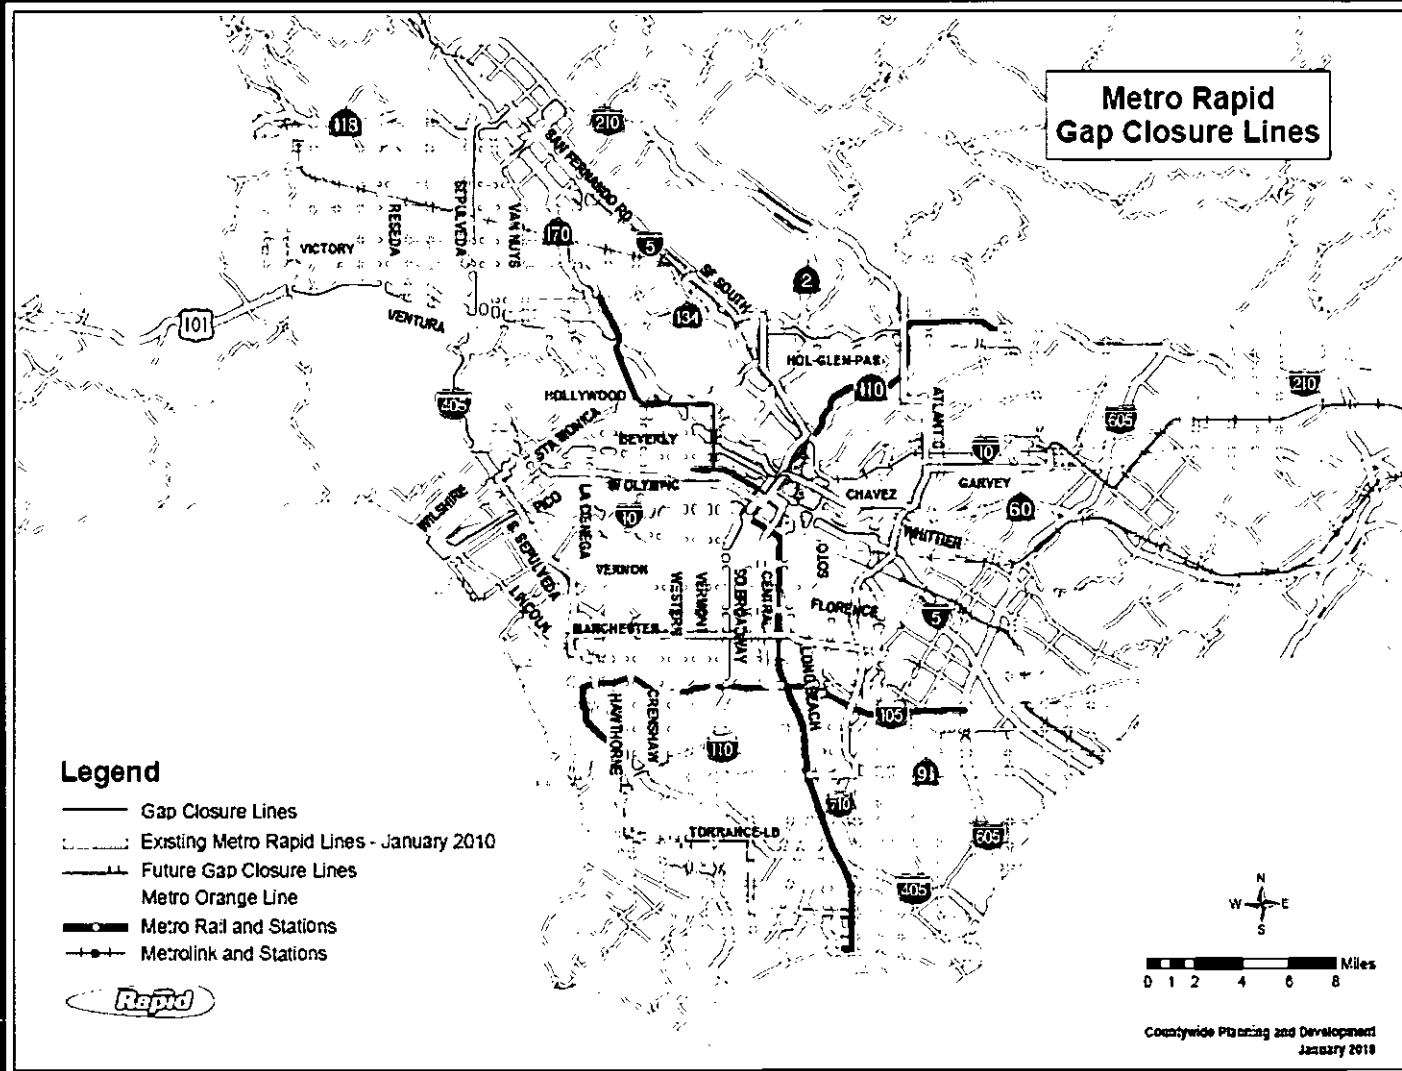 Metro Rapid
Gap Closure Lines
118
210
SAN FERNANDO RD
RESEDA
SEPULVEDA
VAN NUYS
170
5
VICTORY
SF SOUTH
2
101
VENTURA
134
HOL-GLEN-PAS
110
210
405
HOLLYWOOD
STA MONICA
BEVERLY
ATLANTIC
605
10
W OLYMPIC
CHAVEZ
GARVEY
WILSHIRE
PICO
LA CIENEGA
10
60
WHITTIER
S SEPULVEDA
VERNON
SOTO
LINCOLN
WESTERN
VERMONT
SO BROADWAY
CENTRAL
FLORENCE
5
MANCHESTER
LONG BEACH
HAWTHORNE
CRENSHAW
105
110
91
710
TORRANCE-LB
605
405
Legend
Gap Closure Lines
Existing Metro Rapid Lines - January 2010
Future Gap Closure Lines
Metro Orange Line
Metro Rail and Stations
Metrolink and Stations
Rapid
N
W E
S
Miles
0 1 2 4 6 8
Countywide Planning and Development
January 2010